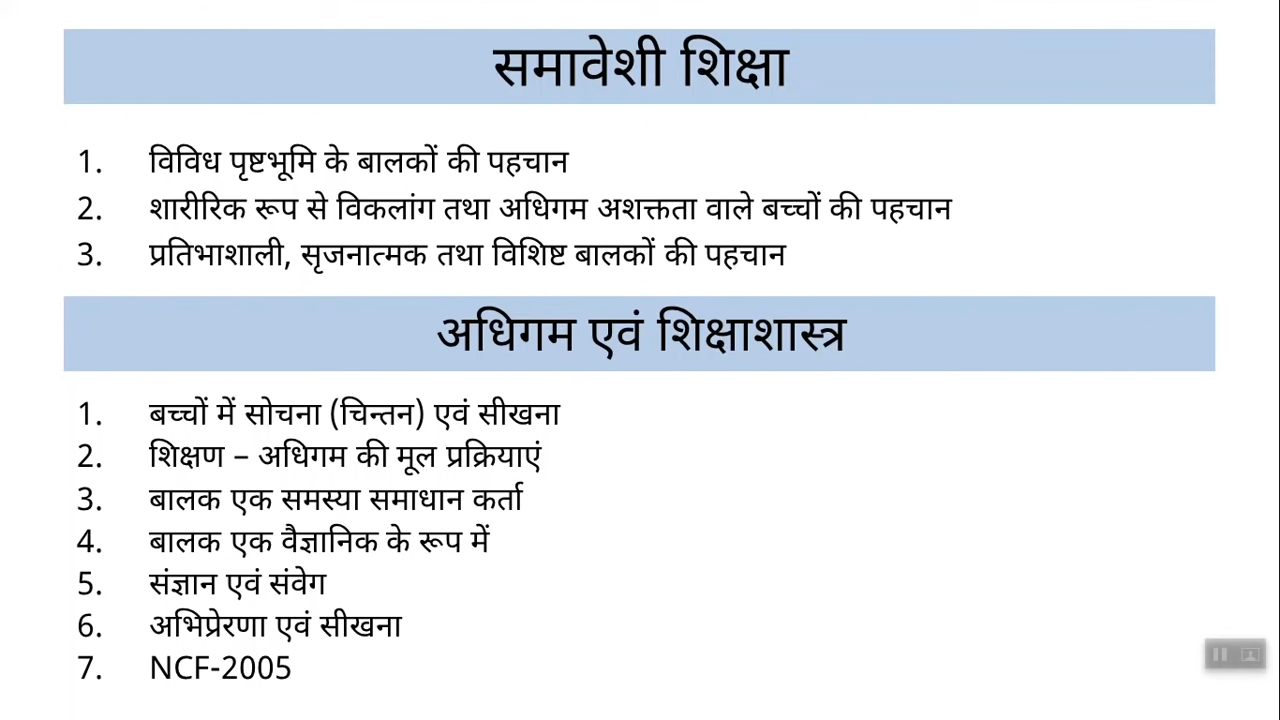 समावेशी शिक्षा
1. विविध पृष्टभूमि के बालकों की पहचान
2. शारीरिक रूप से विकलांग तथा अधिगम अशक्तता वाले बच्चों की पहचान
3. प्रतिभाशाली, सृजनात्मक तथा विशिष्ट बालकों की पहचान
अधिगम एवं शिक्षाशास्त्र
1. बच्चों में सोचना (चिन्तन) एवं सीखना
2. शिक्षण – अधिगम की मूल प्रक्रियाएं
3. बालक एक समस्या समाधान कर्ता
4. बालक एक वैज्ञानिक के रूप में
5. संज्ञान एवं संवेग
6. अभिप्रेरणा एवं सीखना
7. NCF-2005